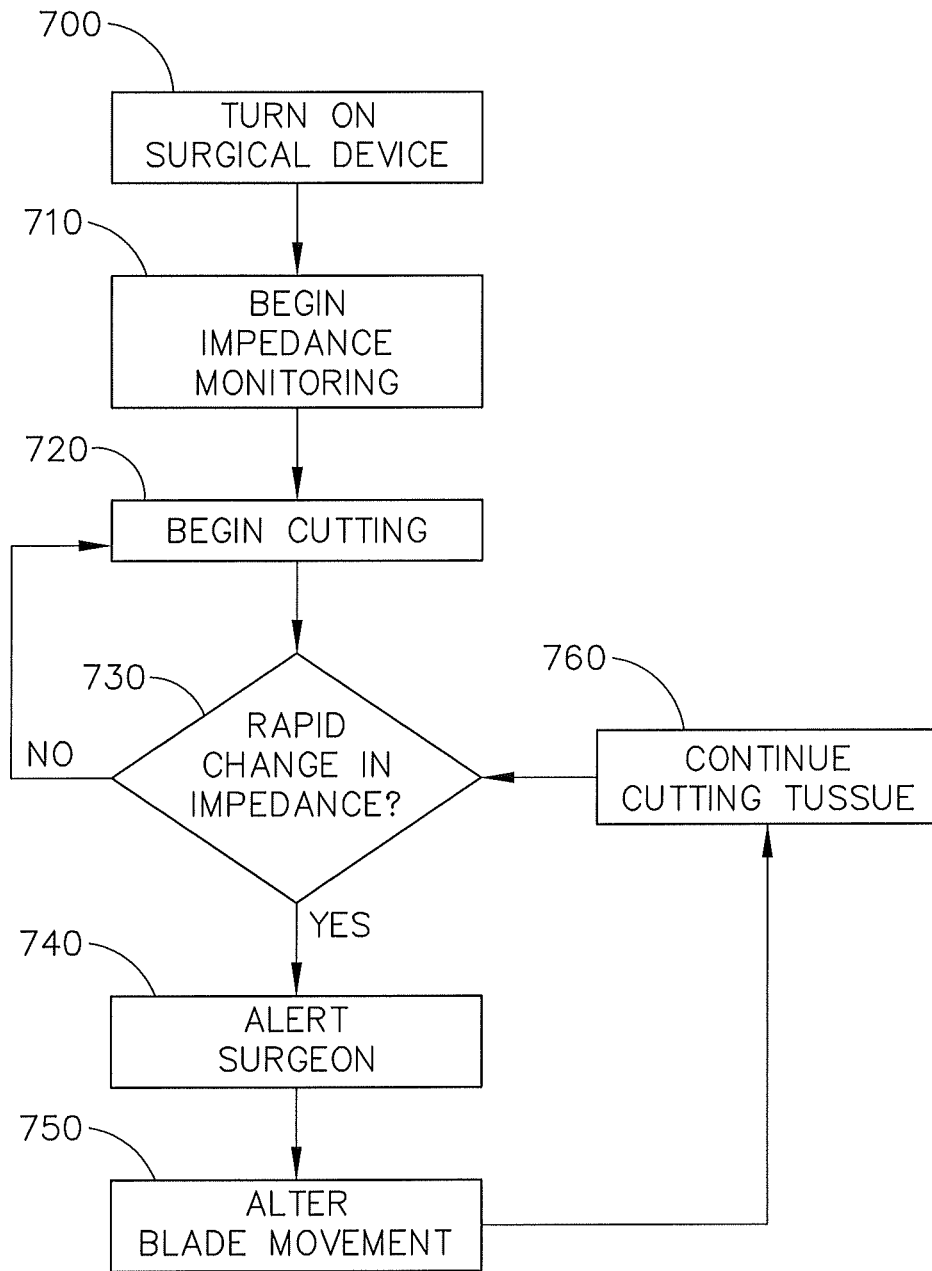 700
TURN ON
SURGICAL DEVICE
710
BEGIN
IMPEDANCE
MONITORING
720
BEGIN CUTTING
730
RAPID
CHANGE IN
IMPEDANCE?
NO
760
CONTINUE
CUTTING TUSSUE
YES
740
ALERT
SURGEON
750
ALTER
BLADE MOVEMENT